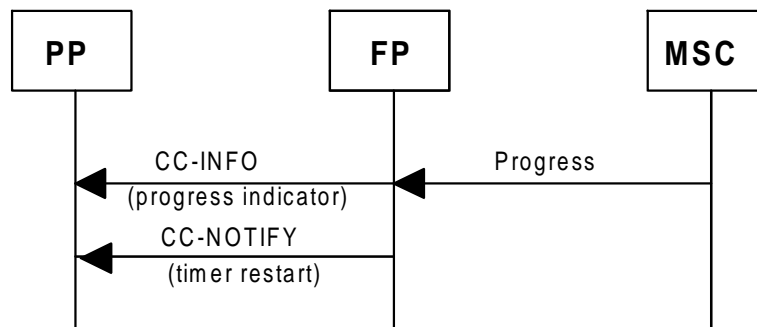 PP
FP
MSC
CC-INFO
Progress
(progress indicator)
CC-NOTIFY
(timer restart)